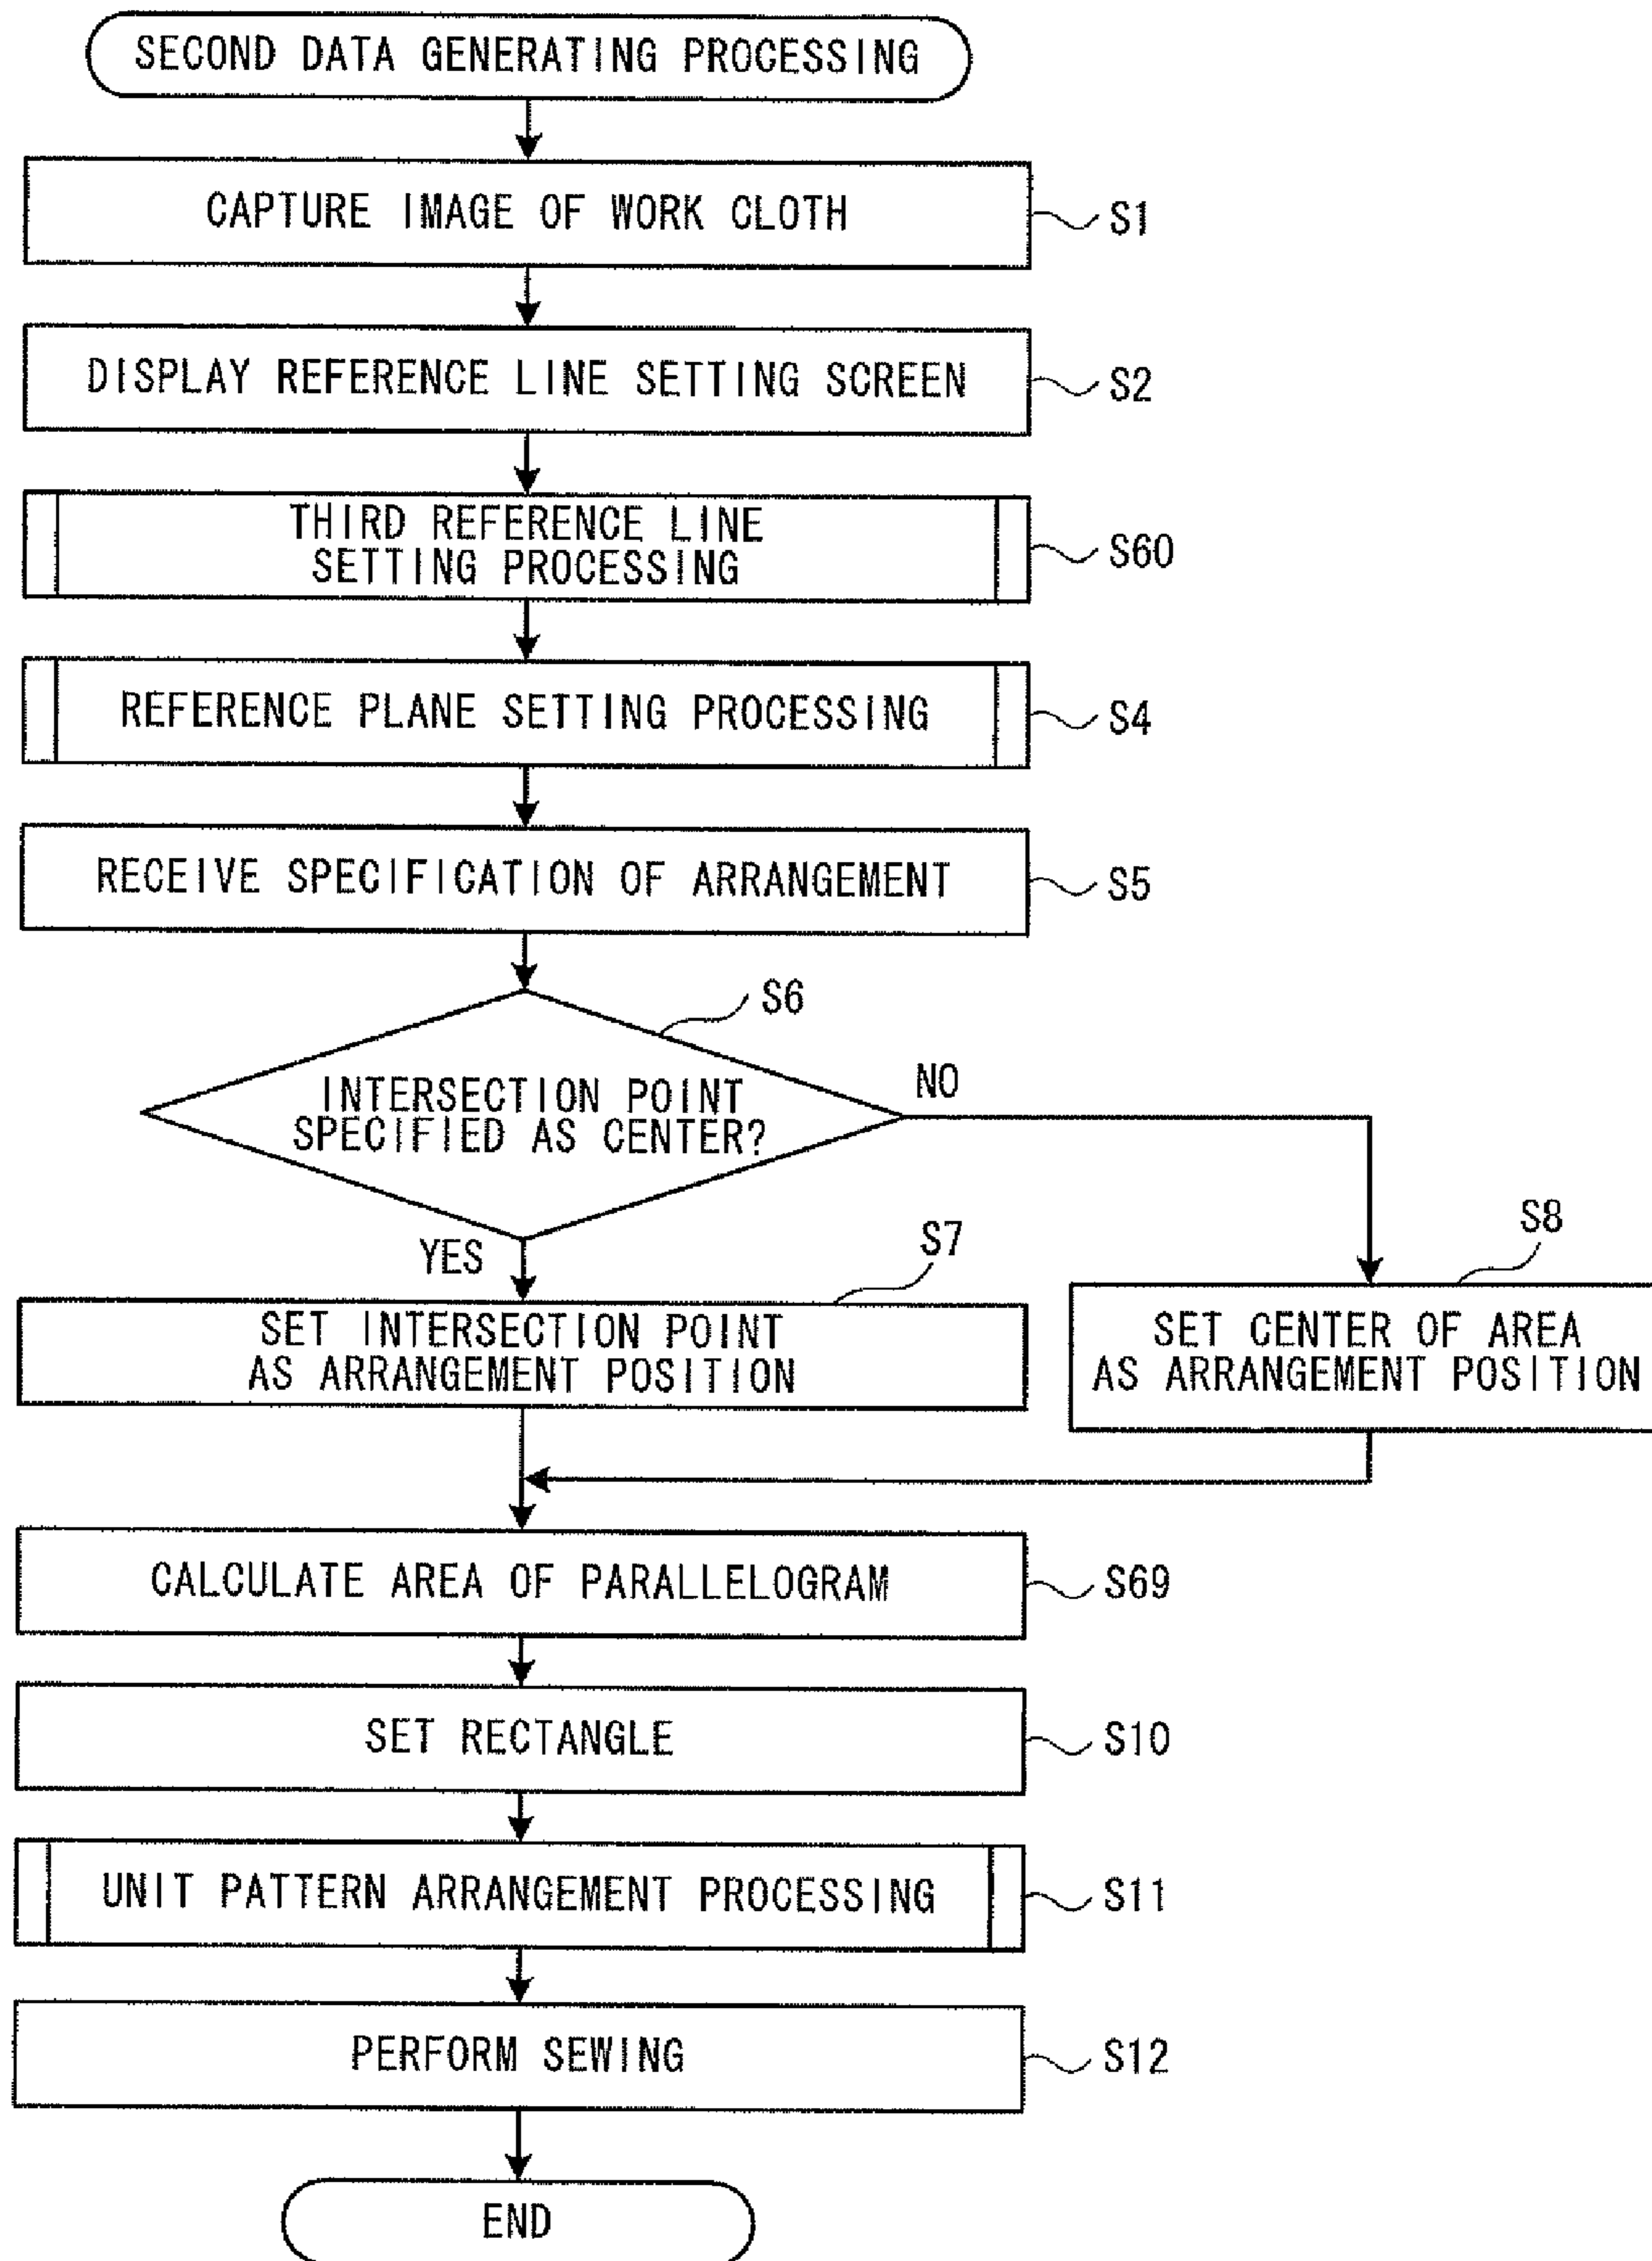 SECOND DATA GENERATING PROCESSING
CAPTURE IMAGE OF WORK CLOTH
S1
DISPLAY REFERENCE LINE SETTING SCREEN
S2
THIRD REFERENCE LINE
SETTING PROCESSING
S60
REFERENCE PLANE SETTING PROCESSING
S4
RECEIVE SPECIFICATION OF ARRANGEMENT
S5
S6
INTERSECTION POINT
SPECIFIED AS CENTER?
NO
YES
S7
SET INTERSECTION POINT
AS ARRANGEMENT POSITION
S8
SET CENTER OF AREA
AS ARRANGEMENT POSITION
CALCULATE AREA OF PARALLELOGRAM
S69
SET RECTANGLE
S10
UNIT PATTERN ARRANGEMENT PROCESSING
S11
PERFORM SEWING
S12
END